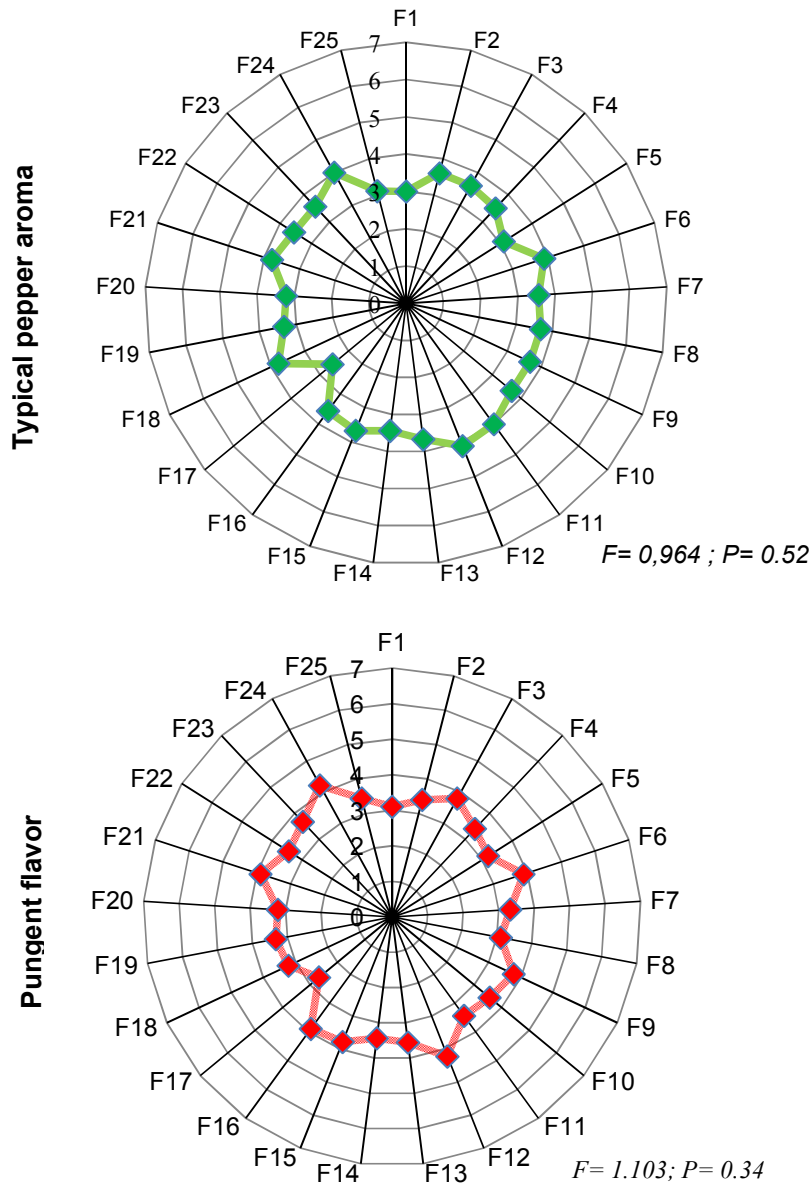 Typical pepper aroma
F1
F2
F3
F4
F5
F6
F7
F8
F9
F10
F11
F12
F13
F14
F15
F16
F17
F18
F19
F20
F21
F22
F23
F24
F25
7
6
5
4
3
2
1
0
F= 0,964 ; P= 0.52
Pungent flavor
F1
F2
F3
F4
F5
F6
F7
F8
F9
F10
F11
F12
F13
F14
F15
F16
F17
F18
F19
F20
F21
F22
F23
F24
F25
7
6
5
4
3
2
1
0
F= 1.103; P= 0.34